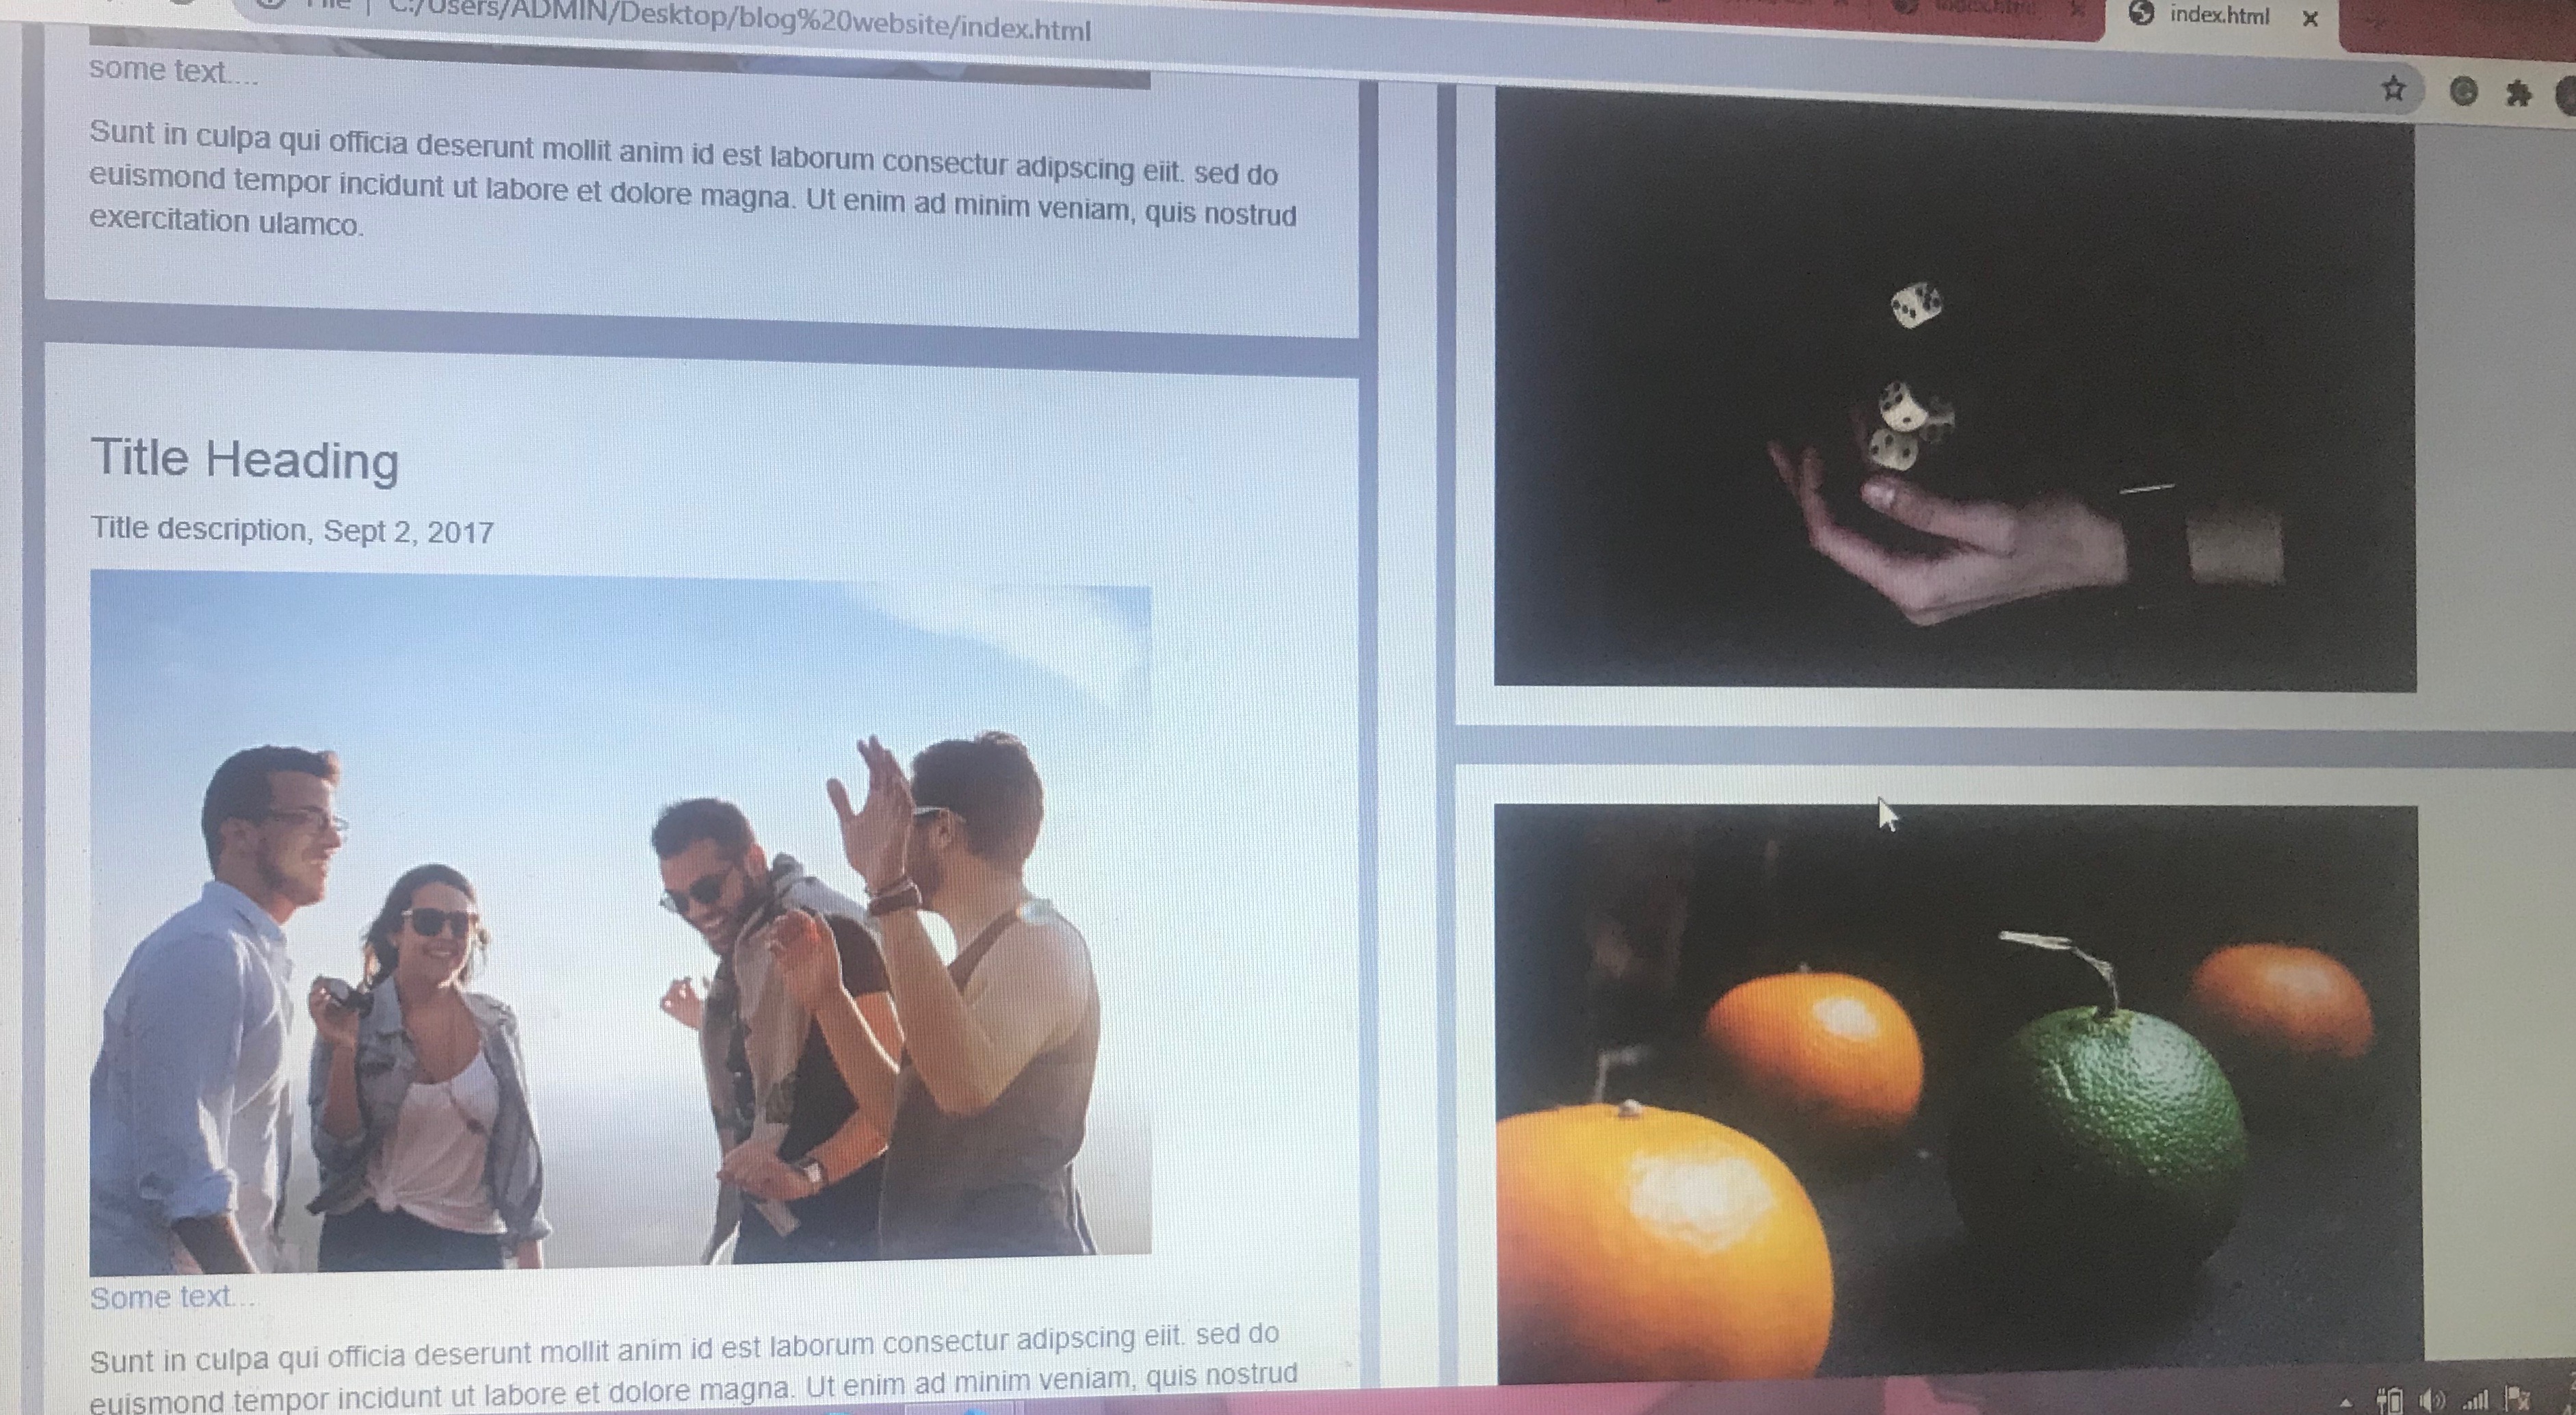 File | C:/Users/ADMIN/Desktop/blog%20website/index.html
index.html
index.html
some text....
Sunt in culpa qui officia deserunt mollit anim id est laborum consectur adipscing eiit. sed do
euismond tempor incidunt ut labore et dolore magna. Ut enim ad minim veniam, quis nostrud
exercitation ulamco.
Title Heading
Title description, Sept 2, 2017
Some text...
Sunt in culpa qui officia deserunt mollit anim id est laborum consectur adipscing eiit. sed do
euismond tempor incidunt ut labore et dolore magna. Ut enim ad minim veniam, quis nostrud